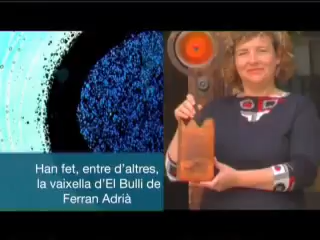 Han fet, entre d'altres,
la vaixella d'El Bulli de
Ferran Adrià